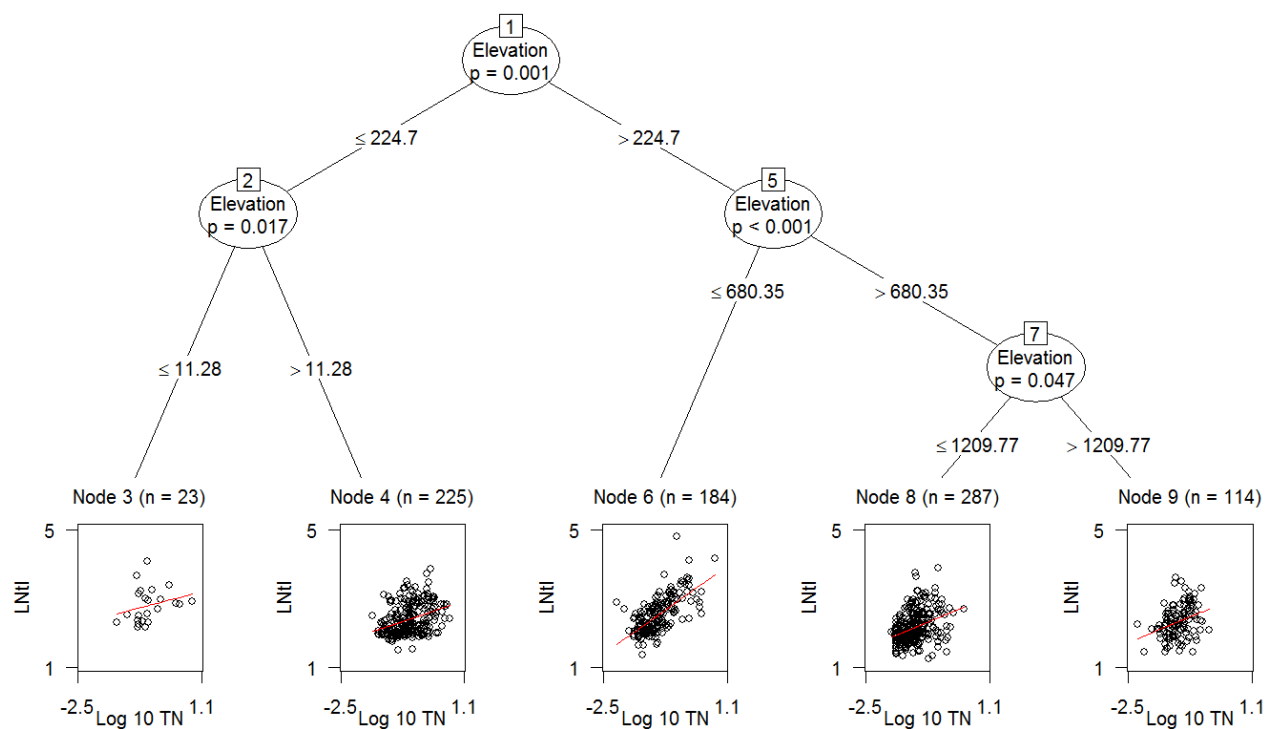 1
Elevation
p = 0.001
≤ 224.7
> 224.7
2
Elevation
p = 0.017
5
Elevation
p < 0.001
≤ 680.35
> 680.35
7
Elevation
p = 0.047
≤ 11.28
> 11.28
≤ 1209.77
> 1209.77
Node 3 (n = 23)
Node 4 (n = 225)
Node 6 (n = 184)
Node 8 (n = 287)
Node 9 (n = 114)
5
LNtl
1
-2.5
Log 10 TN
1.1
5
LNtl
1
-2.5
Log 10 TN
1.1
5
LNtl
1
-2.5
Log 10 TN
1.1
5
LNtl
1
-2.5
Log 10 TN
1.1
5
LNtl
1
-2.5
Log 10 TN
1.1